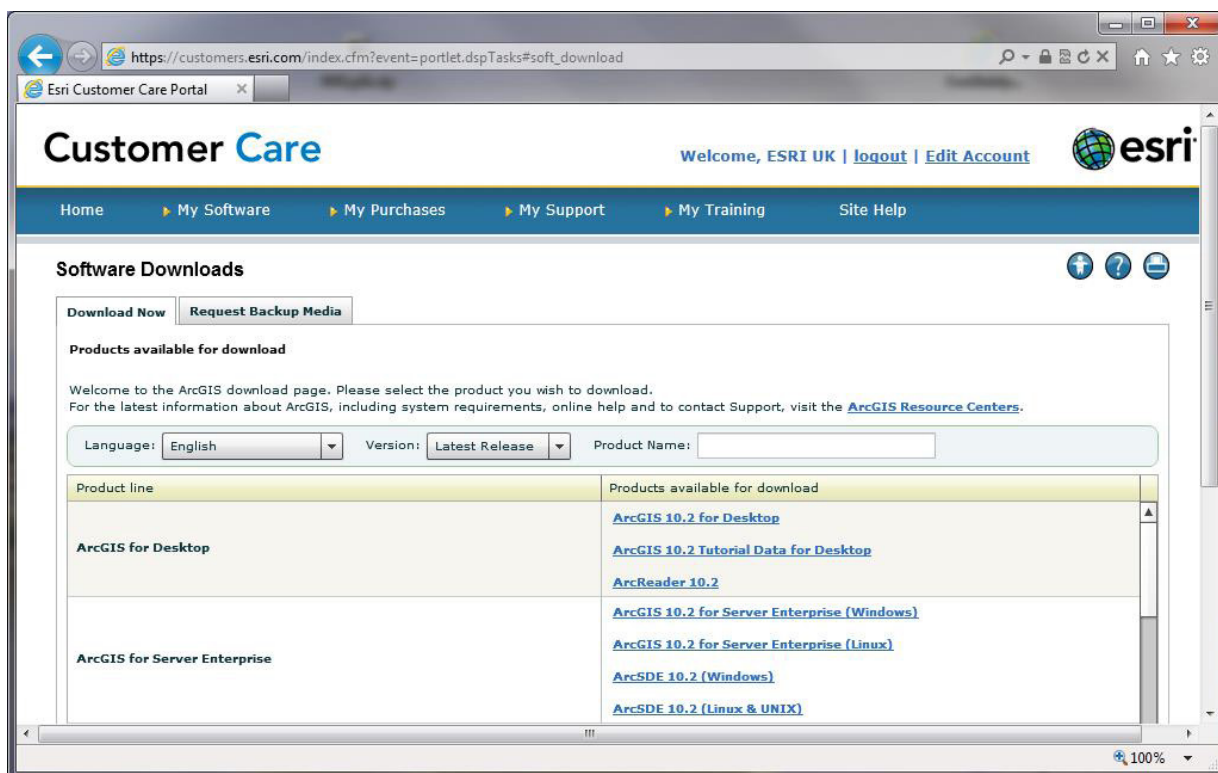 https://customers.esri.com/index.cfm?event=portlet.dspTasks#soft_download
Esri Customer Care Portal
Customer Care
Welcome, ESRI UK | logout | Edit Account
esri
Home My Software My Purchases My Support My Training Site Help
Software Downloads
Download Now Request Backup Media
Products available for download
Welcome to the ArcGIS download page. Please select the product you wish to download.
For the latest information about ArcGIS, including system requirements, online help and to contact Support, visit the ArcGIS Resource Centers.
Language: English Version: Latest Release Product Name:
Product line Products available for download
ArcGIS for Desktop
ArcGIS 10.2 for Desktop
ArcGIS 10.2 Tutorial Data for Desktop
ArcReader 10.2
ArcGIS for Server Enterprise
ArcGIS 10.2 for Server Enterprise (Windows)
ArcGIS 10.2 for Server Enterprise (Linux)
ArcSDE 10.2 (Windows)
ArcSDE 10.2 (Linux & UNIX)
100%